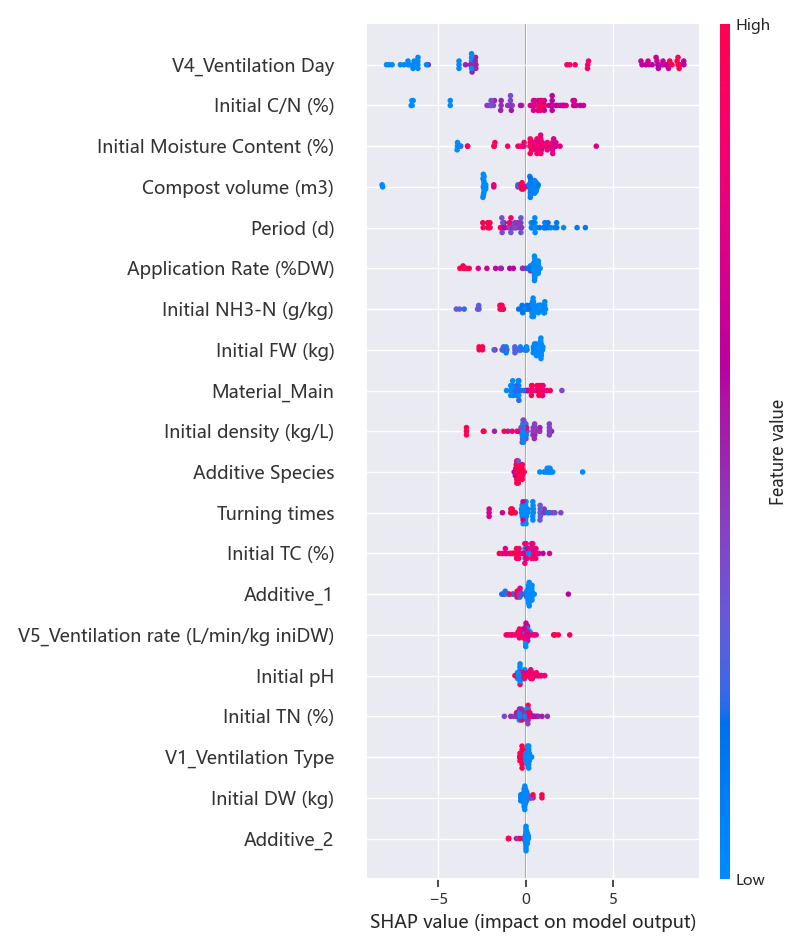 High
V4_Ventilation Day
Initial C/N (%)
Initial Moisture Content (%)
Compost volume (m3)
Period (d)
Application Rate (%DW)
Initial NH3-N (g/kg)
Initial FW (kg)
Material_Main
Initial density (kg/L)
Additive Species
Turning times
Initial TC (%)
Additive_1
V5_Ventilation rate (L/min/kg iniDW)
Initial pH
Initial TN (%)
V1_Ventilation Type
Initial DW (kg)
Additive_2
Feature value
Low
−5 0 5
SHAP value (impact on model output)